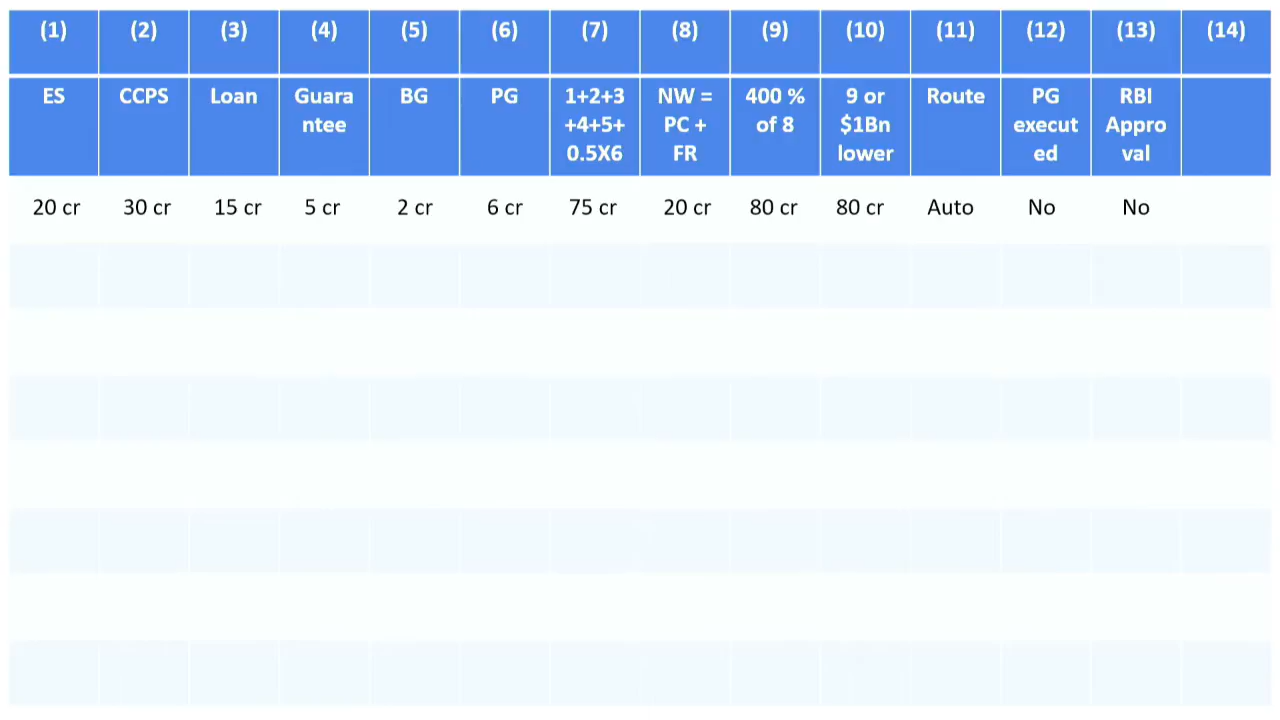 (1) (2) (3) (4) (5) (6) (7) (8) (9) (10) (11) (12) (13) (14)
ES CCPS Loan Guara BG PG 1+2+3 NW = 400 % 9 or Route PG RBI
ntee +4+5+ PC + of 8 $1Bn execut Appro
0.5X6 FR lower ed val
20 cr 30 cr 15 cr 5 cr 2 cr 6 cr 75 cr 20 cr 80 cr 80 cr Auto No No